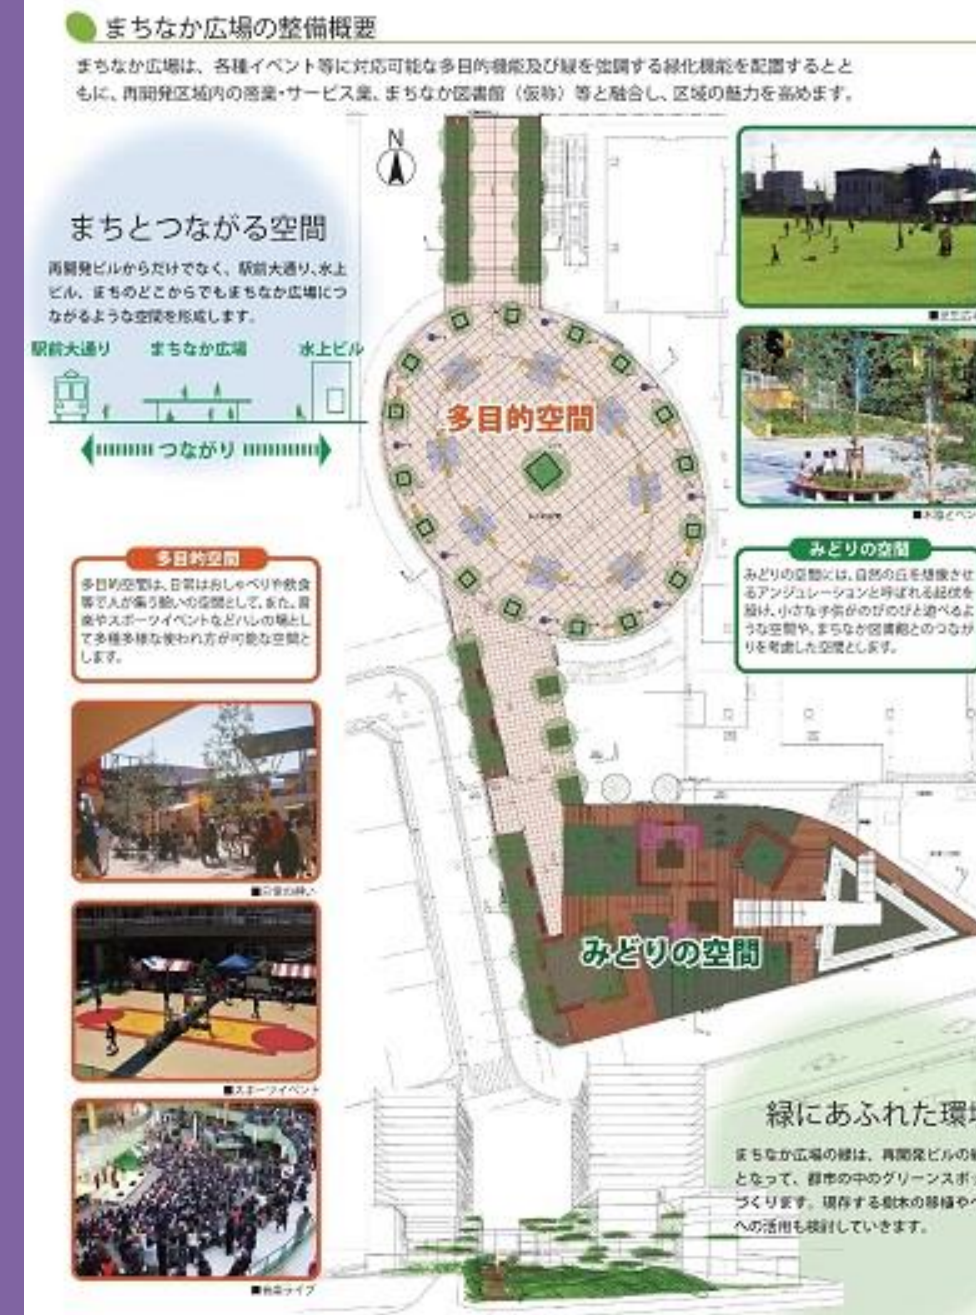 まちなか広場の整備概要
まちなか広場は、各種イベント等に対応可能な多目的機能及び緑を強調する緑化機能を配置するとと
もに、再開発区域内の商業・サービス業、まちなか図書館（仮称）等と融合し、区域の魅力を高めます。
N
まちとつながる空間
再開発ビルからだけでなく、駅前大通り、水上
ビル、まちのどこからでもまちなか広場につ
ながるような空間を形成します。
駅前大通り まちなか広場 水上ビル
つながり
多目的空間
多目的空間
多目的空間は、日常はおしゃべりや飲食
等で人が集う憩いの空間として、また、音
楽やスポーツイベントなどハレの場とし
て多種多様な使われ方が可能な空間と
します。
■日常の憩い
■スポーツイベント
■音楽ライブ
■木陰とベン
みどりの空間
みどりの空間には、自然の丘を想像させ
るアンジュレーションと呼ばれる起伏を
設け、小さな子供がのびのびと遊べるよ
うな空間や、まちなか図書館とのつなが
りを考慮した空間とします。
みどりの空間
緑にあふれた環
まちなか広場の緑は、再開発ビルの
となって、都市の中のグリーンスポ
づくります。現存する樹木の移植や
への活用も検討していきます。